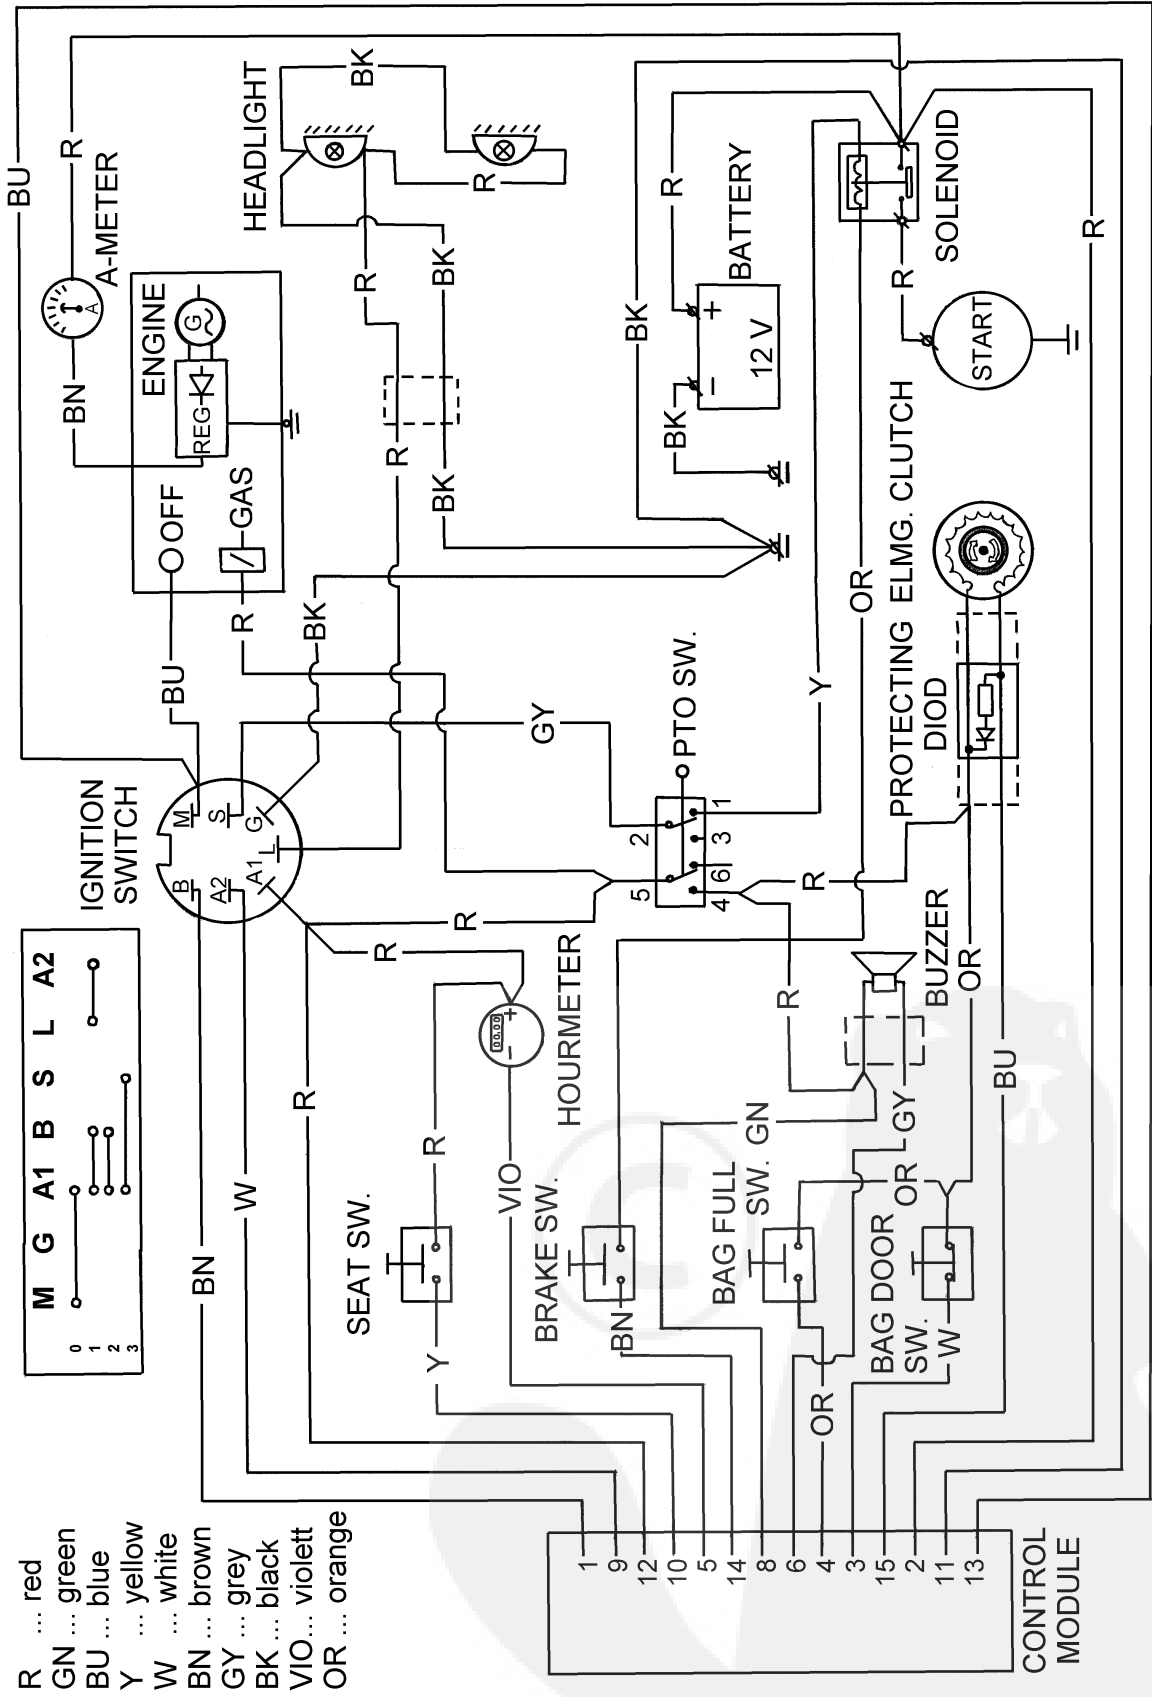 R ... red
GN ... green
BU ... blue
Y ... yellow
W ... white
BN ... brown
GY ... grey
BK ... black
VIO... violett
OR ... orange
M G A1 B S L A2
0
1
2
3
IGNITION
SWITCH
B
M
A2
S
A1
G
L
BU
BU
BN
R
A-METER
A
ENGINE
G
REG
OFF
GAS
R
HEADLIGHT
BK
R
R
BK
R
BK
BK
GY
BN
W
R
R
R
SEAT SW.
R
Y
HOURMETER
00.00
+
–
VIO
BRAKE SW.
BN
BAG FULL
SW.
GN
OR
BAG DOOR
SW.
W
OR
GY
BUZZER
OR
BU
R
R
PTO SW.
2
5
1
3
6
4
Y
OR
BK
R
BATTERY
12 V
+
–
BK
SOLENOID
R
R
START
PROTECTING ELMG. CLUTCH
DIOD
1
9
12
10
5
14
8
6
4
3
15
2
11
13
CONTROL
MODULE
©